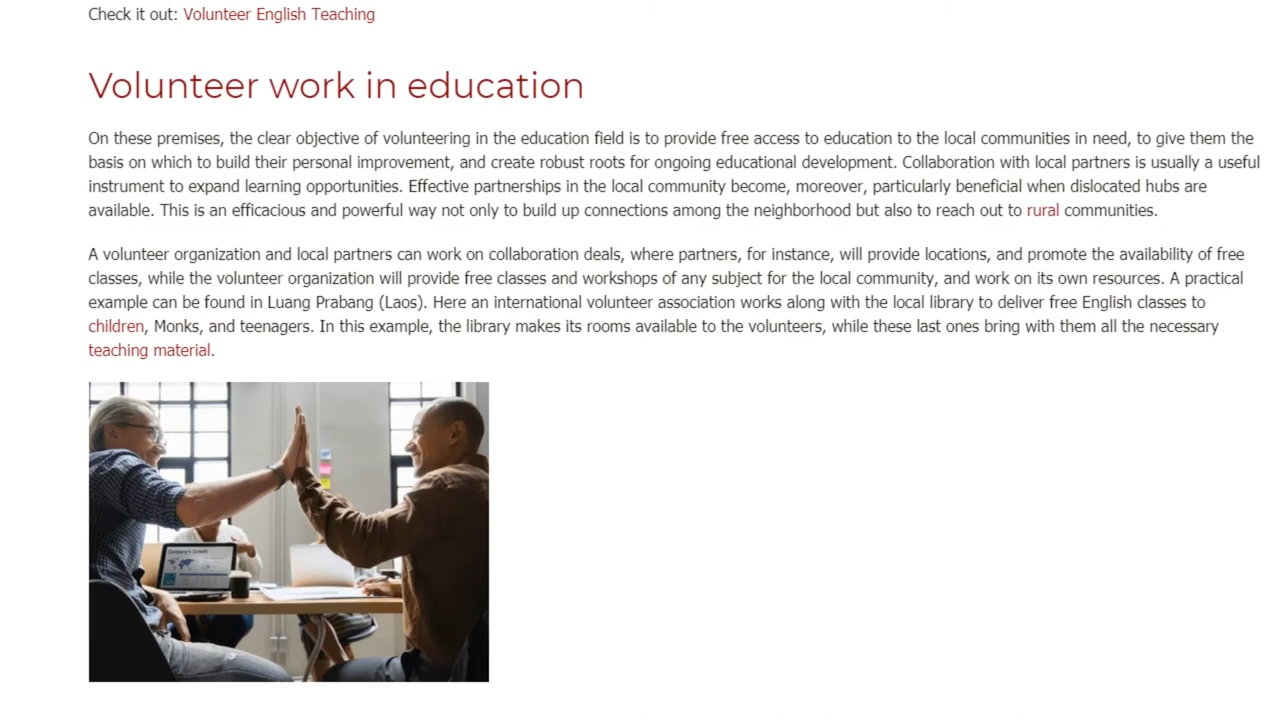 Check it out: Volunteer English Teaching
Volunteer work in education
On these premises, the clear objective of volunteering in the education field is to provide free access to education to the local communities in need, to give them the
basis on which to build their personal improvement, and create robust roots for ongoing educational development. Collaboration with local partners is usually a useful
instrument to expand learning opportunities. Effective partnerships in the local community become, moreover, particularly beneficial when dislocated hubs are
available. This is an efficacious and powerful way not only to build up connections among the neighborhood but also to reach out to rural communities.
A volunteer organization and local partners can work on collaboration deals, where partners, for instance, will provide locations, and promote the availability of free
classes, while the volunteer organization will provide free classes and workshops of any subject for the local community, and work on its own resources. A practical
example can be found in Luang Prabang (Laos). Here an international volunteer association works along with the local library to deliver free English classes to
children, Monks, and teenagers. In this example, the library makes its rooms available to the volunteers, while these last ones bring with them all the necessary
teaching material.
Company's Growth